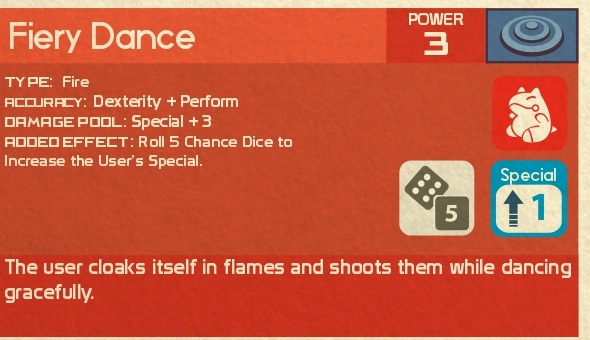 Fiery Dance
POWER
3
TYPE: Fire
ACCURACY: Dexterity + Perform
DAMAGE POOL: Special + 3
ADDED EFFECT: Roll 5 Chance Dice to
Increase the User's Special.
5
Special
1
The user cloaks itself in flames and shoots them while dancing
gracefully.